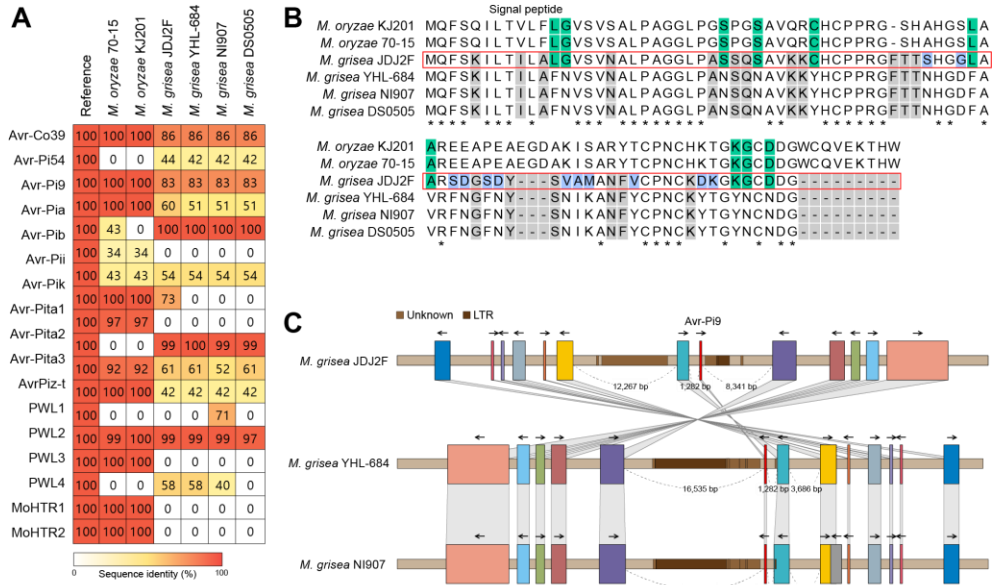 A
Reference
M. oryzae 70-15
M. oryzae KJ201
M. grisea JDJ2F
M. grisea YHL-684
M. grisea NI907
M. grisea DS0505
Avr-Co39 100 100 100 86 86 86 86
Avr-Pi54 100 0 0 44 42 42 42
Avr-Pi9 100 100 100 83 83 83 83
Avr-Pia 100 100 100 60 51 51 51
Avr-Pib 100 43 0 100 100 100 100
Avr-Pii 100 34 34 0 0 0 0
Avr-Pik 100 43 43 54 54 54 54
Avr-Pita1 100 100 100 73 0 0 0
Avr-Pita2 100 97 97 0 0 0 0
Avr-Pita3 100 0 0 99 100 100 100
100 92 92 61 61 52 61
AvrPiz-t 100 100 100 42 42 42 42
PWL1 100 0 0 0 0 71 0
PWL2 100 99 100 99 99 99 97
PWL3 100 100 100 0 0 0 0
PWL4 100 0 0 58 58 40 0
MoHTR1 100 100 100 0 0 0 0
MoHTR2 100 100 100 0 0 0 0
0 100
Sequence identity (%)
B
Signal peptide
M. oryzae KJ201 MQFSQILTVLFLGVSVSALPAGGLPGSPGSAVQRCHCPPRG-SHAHGSLA
M. oryzae 70-15 MQFSQILTVLFLGVSVSALPAGGLPGSPGSAVQRCHCPPRG-SHAHGSLA
M. grisea JDJ2F MQFSKILTILALGVSVNALPAGGLPANSSQNAVKKYHCPPRGFTTSHGGLA
M. grisea YHL-684 MQFSKILTILAFNVSVNALPAGGLPANSSQNAVKKYHCPPRGFTTNHGDFA
M. grisea NI907 MQFSKILTILAFNVSVNALPAGGLPANSSQNAVKKYHCPPRGFTTNHGDFA
M. grisea DS0505 MQFSKILTILAFNVSVNALPAGGLPANSSQNAVKKYHCPPRGFTTNHGDFA
M. oryzae KJ201 AREEAPEAEGDAKISARYTCPNCHKTGKGCDDGWCQVEKTHW
M. oryzae 70-15 AREEAPEAEGDAKISARYTCPNCHKTGKGCDDGWCQVEKTHW
M. grisea JDJ2F ARSDGSDY---SVAMANFVCPNCKDKGKGCDDG---------
M. grisea YHL-684 VRFNGFNY---SNIKANFYCPNCKYTGYNCNDG---------
M. grisea NI907 VRFNGFNY---SNIKANFYCPNCKYTGYNCNDG---------
M. grisea DS0505 VRFNGFNY---SNIKANFYCPNCKYTGYNCNDG---------
C
Unknown LTR
Avr-Pi9
M. grisea JDJ2F
12,267 bp 1,282 bp 8,341 bp
M. grisea YHL-684
16,535 bp 1,282 bp 3,686 bp
M. grisea NI907